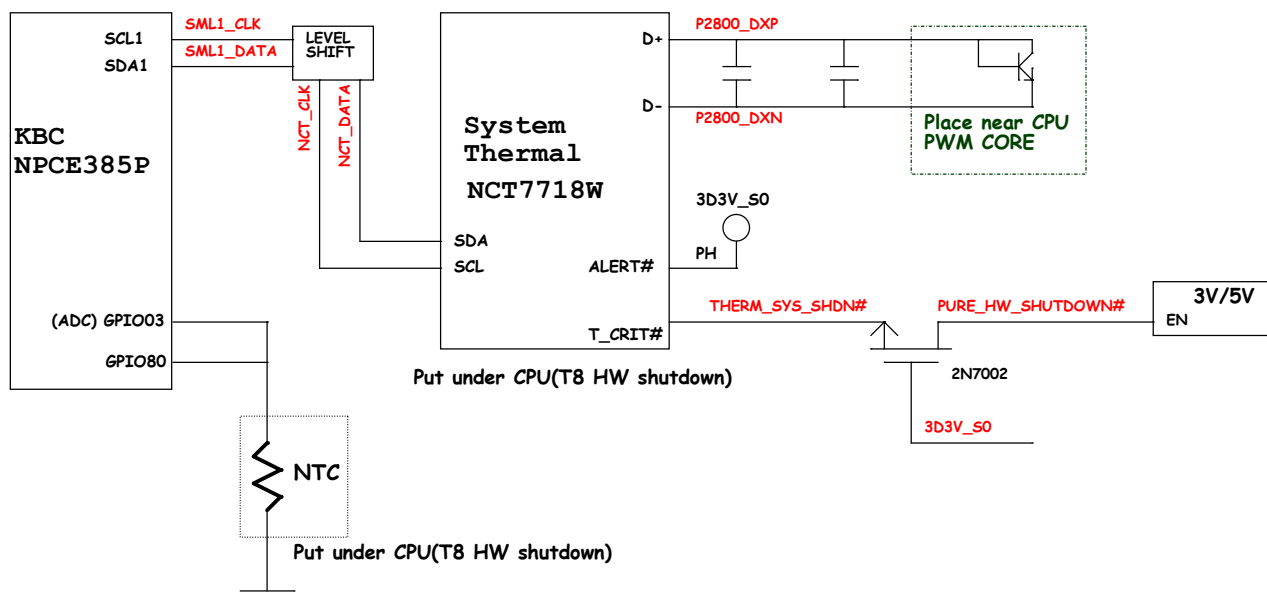 SCL1
SDA1
KBC
NPCE385P
(ADC) GPIO03
GPIO80
SML1_CLK
SML1_DATA
LEVEL
SHIFT
NCT_CLK
NCT_DATA
NTC
Put under CPU(T8 HW shutdown)
System
Thermal
NCT7718W
D+
D-
SDA
SCL
ALERT#
T_CRIT#
Put under CPU(T8 HW shutdown)
P2800_DXP
P2800_DXN
Place near CPU
PWM CORE
3D3V_S0
PH
THERM_SYS_SHDN#
PURE_HW_SHUTDOWN#
2N7002
3D3V_S0
3V/5V
EN